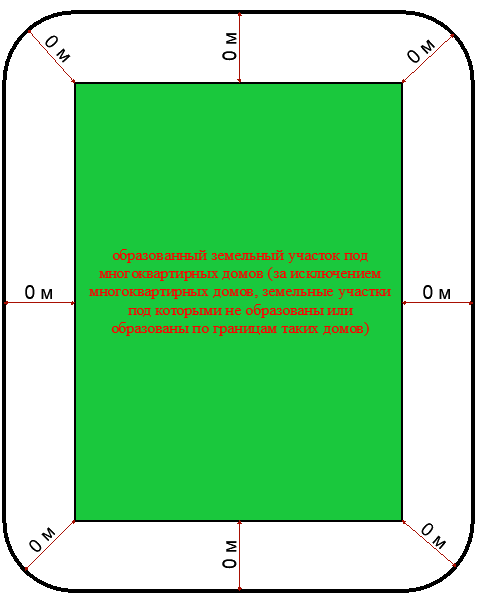 0 м
0 м
0 м
образованный земельный участок под
многоквартирных домов (за исключением
многоквартирных домов, земельные участки
под которыми не образованы или
образованы по границам таких домов)
0 м
0 м
0 м
0 м
0 м